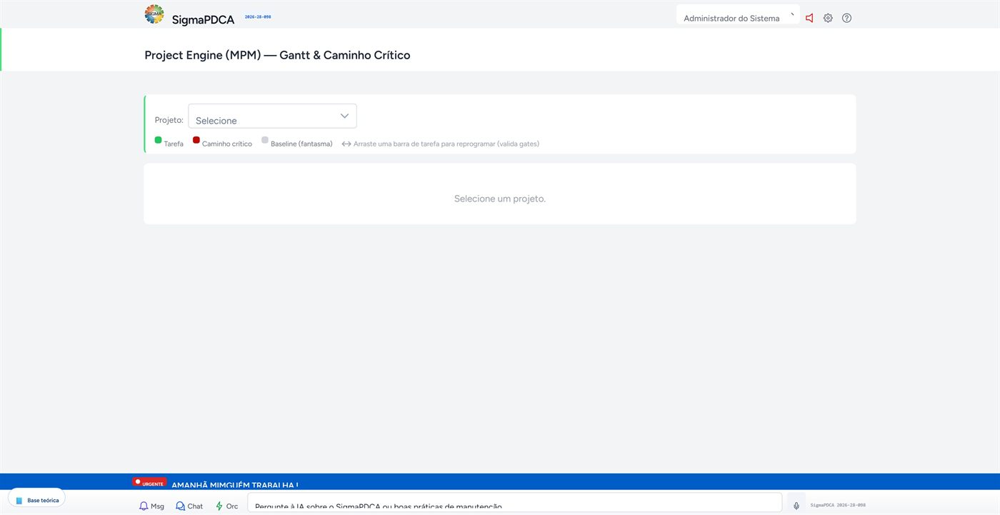 SIGMA
SigmaPDCA 2026-28-098
Administrador do Sistema
Project Engine (MPM) — Gantt & Caminho Crítico
Projeto: Selecione
Tarefa Caminho crítico Baseline (fantasma) ↔ Arraste uma barra de tarefa para reprogramar (valida gates)
Selecione um projeto.
URGENTE AMANHÃ MIMGUÉM TRABALHA !
Base teórica
Msg Chat Orc Pergunte à IA sobre o SigmaPDCA ou boas práticas de manutenção SigmaPDCA 2026-28-098